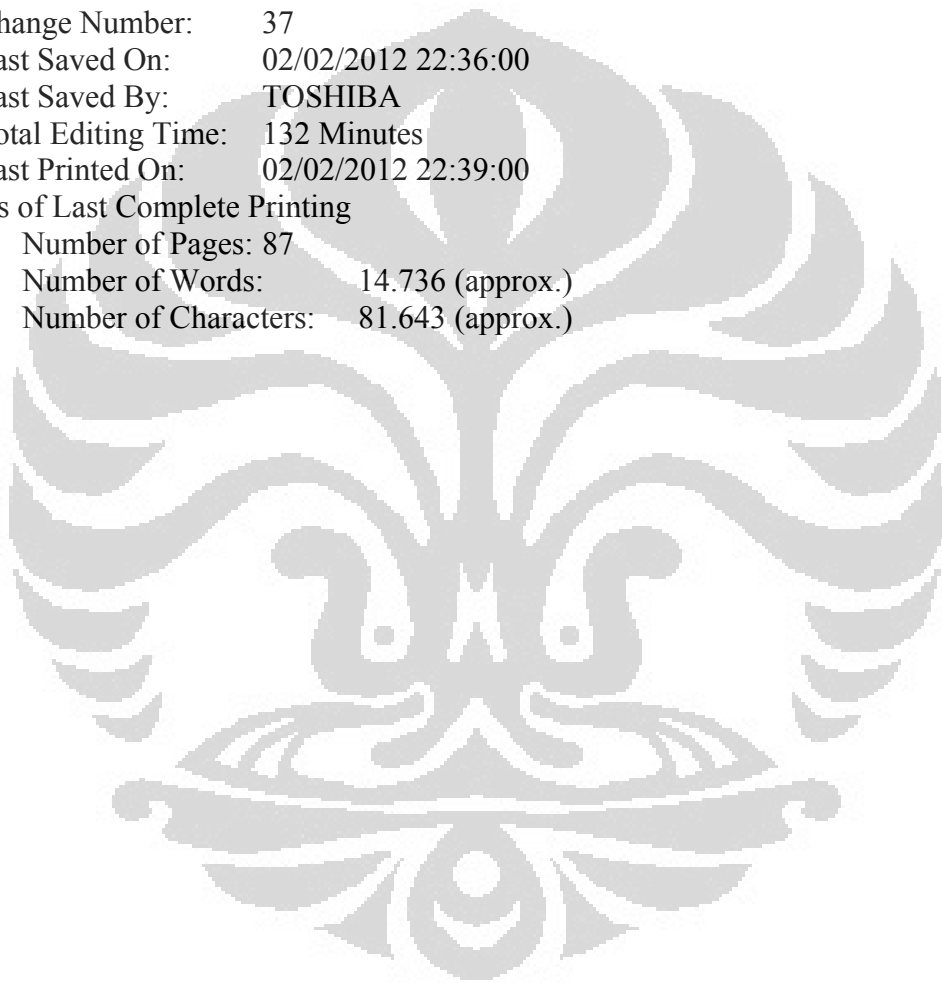 hange Number: 37
ast Saved On: 02/02/2012 22:36:00
ast Saved By: TOSHIBA
otal Editing Time: 132 Minutes
ast Printed On: 02/02/2012 22:39:00
s of Last Complete Printing
Number of Pages: 87
Number of Words: 14.736 (approx.)
Number of Characters: 81.643 (approx.)